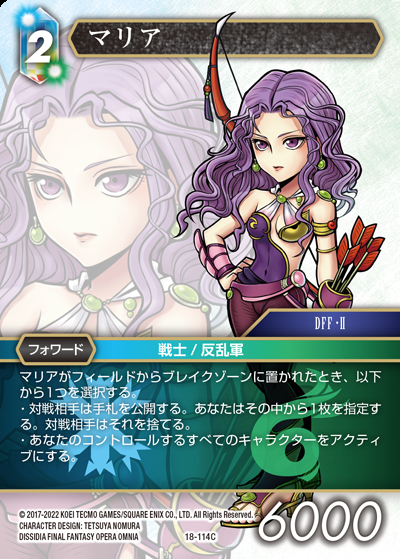 2
マリア
DFF・II
フォワード
戦士 / 反乱軍
マリアがフィールドからブレイクゾーンに置かれたとき、以下
から1つを選択する。
・対戦相手は手札を公開する。あなたはその中から1枚を指定す
る。対戦相手はそれを捨てる。
・あなたのコントロールするすべてのキャラクターをアクティ
ブにする。
6
© 2017-2022 KOEI TECMO GAMES/SQUARE ENIX CO., LTD. All Rights Reserved.
CHARACTER DESIGN: TETSUYA NOMURA
DISSIDIA FINAL FANTASY OPERA OMNIA
18-114C
6000